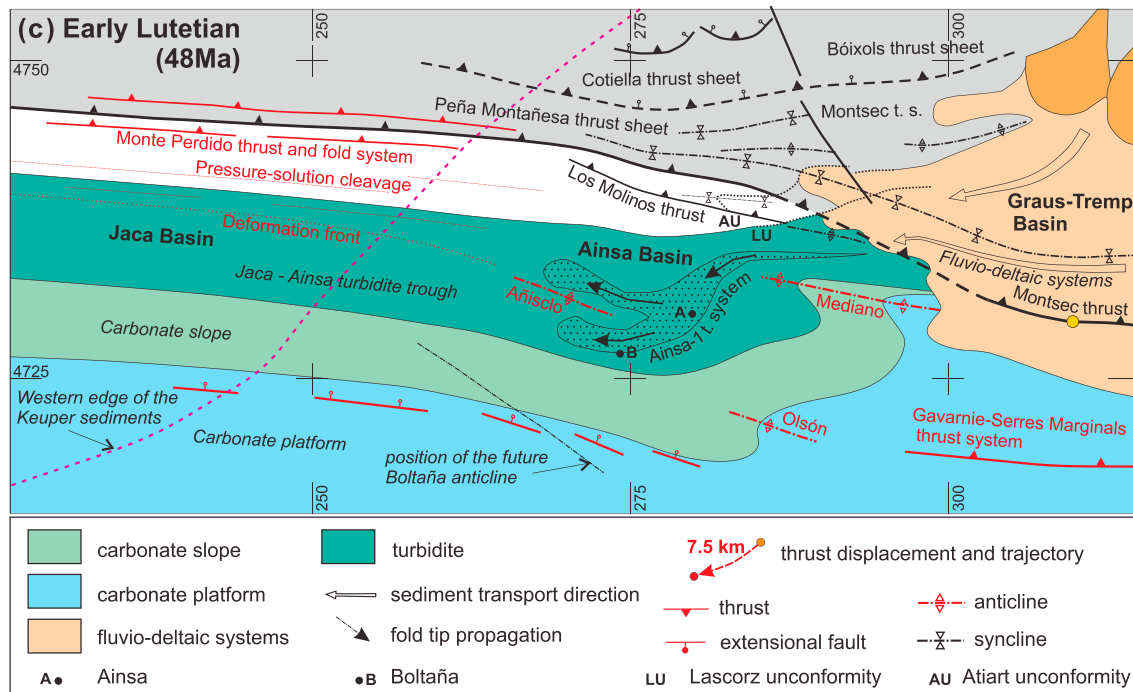 (c) Early Lutetian
(48Ma)
250
275
300
4750
Bóixols thrust sheet
Cotiella thrust sheet
Peña Montañesa thrust sheet
Montsec t. s.
Monte Perdido thrust and fold system
Pressure-solution cleavage
Los Molinos thrust
AU
LU
Graus-Tremp
Basin
Deformation front
Jaca Basin
Ainsa Basin
Fluvio-deltaic systems
Jaca - Ainsa turbidite trough
Añisclo
Mediano
Montsec thrust
A
Ainsa-1 t. system
B
Carbonate slope
4725
Western edge of the
Keuper sediments
Carbonate platform
Olsón
position of the future
Boltaña anticline
Gavarnie-Serres Marginals
thrust system
250
275
300
carbonate slope
turbidite
7.5 km
thrust displacement and trajectory
carbonate platform
sediment transport direction
thrust
anticline
fluvio-deltaic systems
fold tip propagation
extensional fault
syncline
A Ainsa
B Boltaña
LU Lascorz unconformity
AU Atiart unconformity